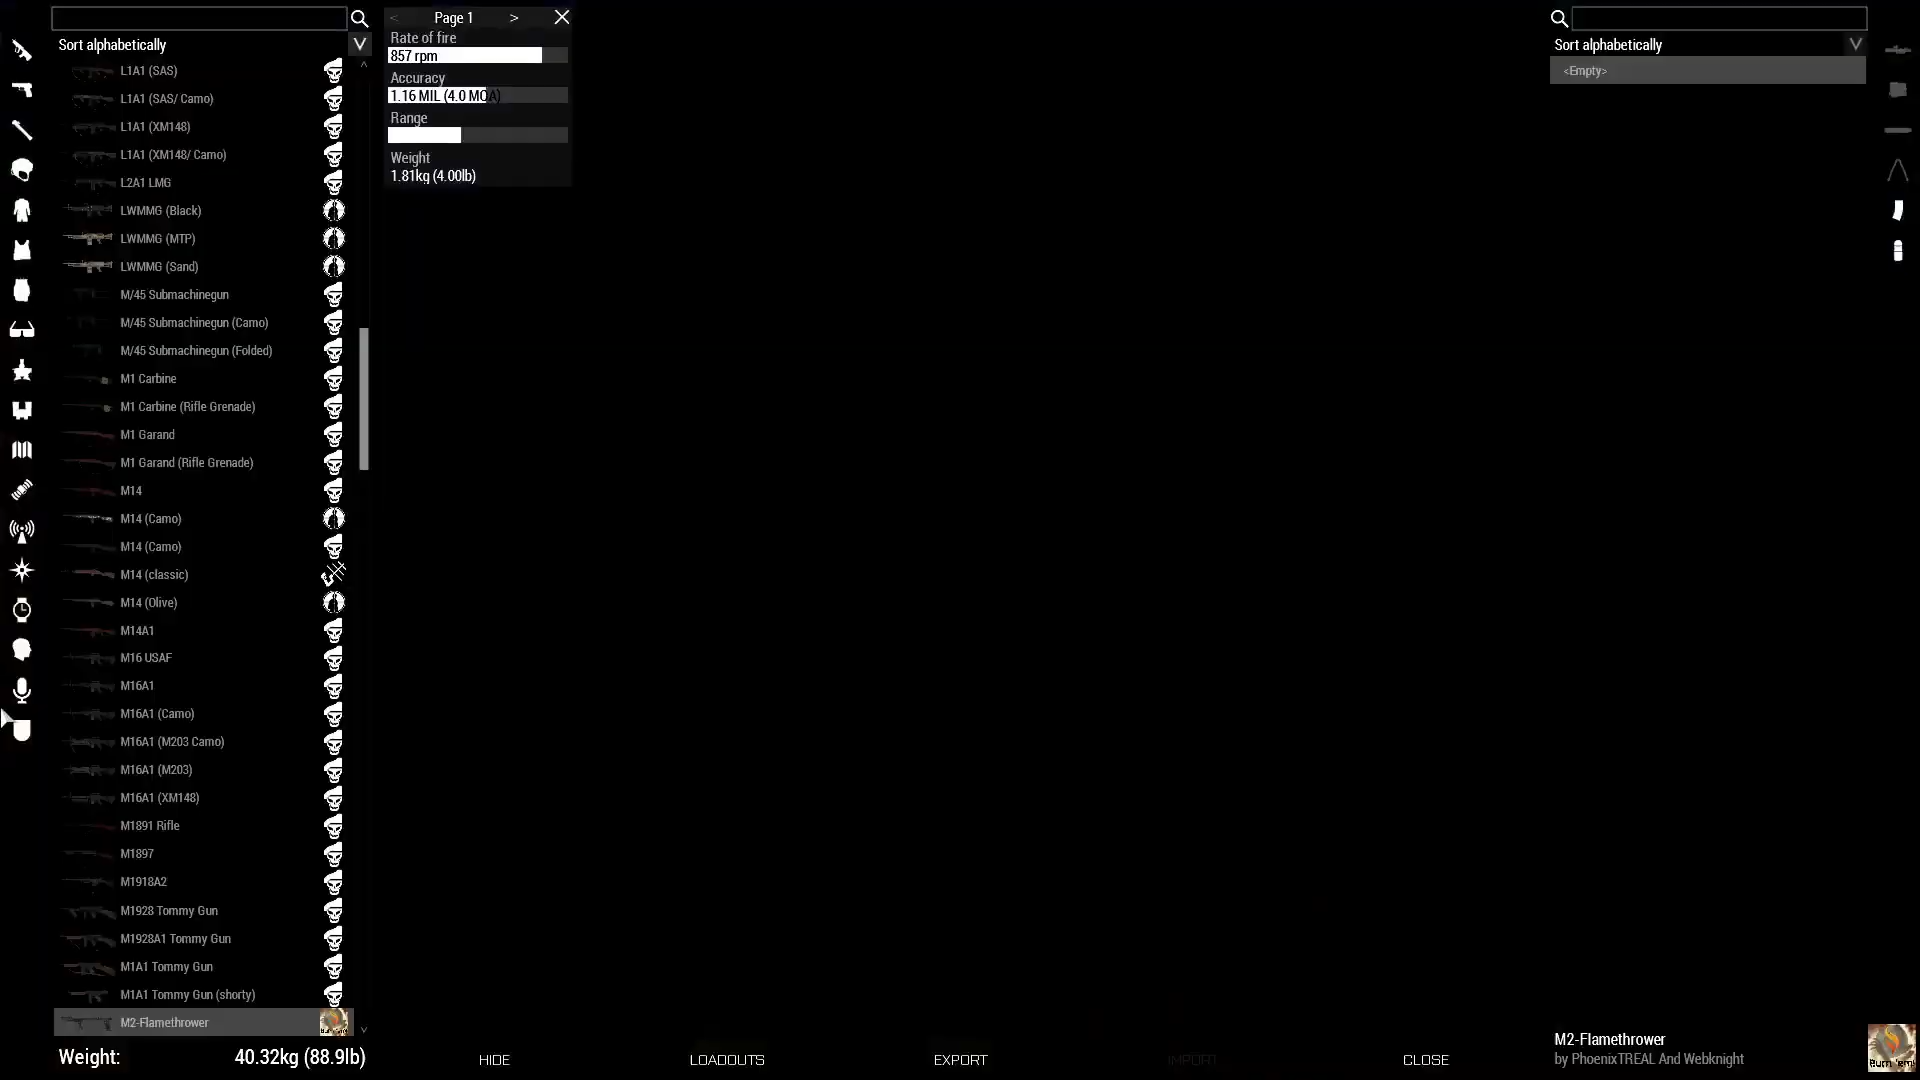 Sort alphabetically
L1A1 (SAS)
L1A1 (SAS/ Camo)
L1A1 (XM148)
L1A1 (XM148/ Camo)
L2A1 LMG
LWMMG (Black)
LWMMG (MTP)
LWMMG (Sand)
M/45 Submachinegun
M/45 Submachinegun (Camo)
M/45 Submachinegun (Folded)
M1 Carbine
M1 Carbine (Rifle Grenade)
M1 Garand
M1 Garand (Rifle Grenade)
M14
M14 (Camo)
M14 (Camo)
M14 (classic)
M14 (Olive)
M14A1
M16 USAF
M16A1
M16A1 (Camo)
M16A1 (M203 Camo)
M16A1 (M203)
M16A1 (XM148)
M1891 Rifle
M1897
M1918A2
M1928 Tommy Gun
M1928A1 Tommy Gun
M1A1 Tommy Gun
M1A1 Tommy Gun (shorty)
M2-Flamethrower
Weight: 40.32kg (88.9lb)
< Page 1 >
Rate of fire
857 rpm
Accuracy
1.16 MIL (4.0 MOA)
Range
Weight
1.81kg (4.00lb)
Sort alphabetically
<Empty>
HIDE
LOADOUTS
EXPORT
IMPORT
CLOSE
M2-Flamethrower
by PhoenixTREAL And Webknight
Burn 'em!